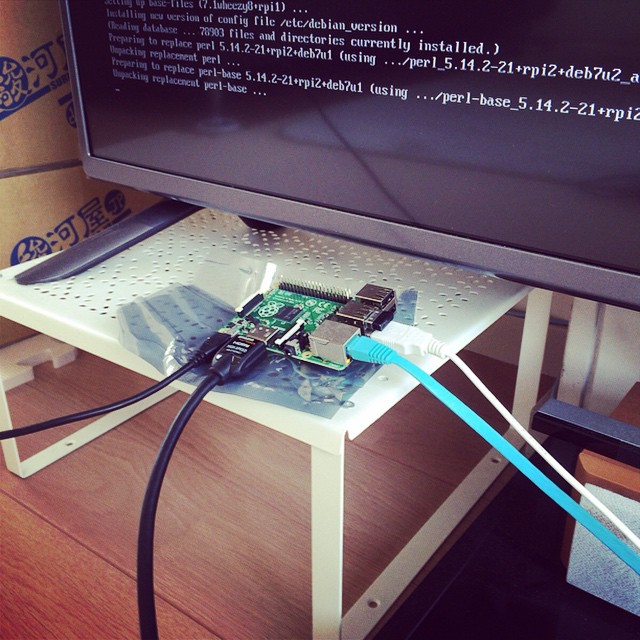 Setting up base-files (7.1wheezy8+rpi1) ...
Installing new version of config file /etc/debian_version ...
(Reading database ... 78903 files and directories currently installed.)
Preparing to replace perl 5.14.2-21+rpi2+deb7u1 (using .../perl_5.14.2-21+rpi2+deb7u2_a
Unpacking replacement perl ...
Preparing to replace perl-base 5.14.2-21+rpi2+deb7u1 (using .../perl-base_5.14.2-21+rpi2
Unpacking replacement perl-base ...
駿河
駿河屋